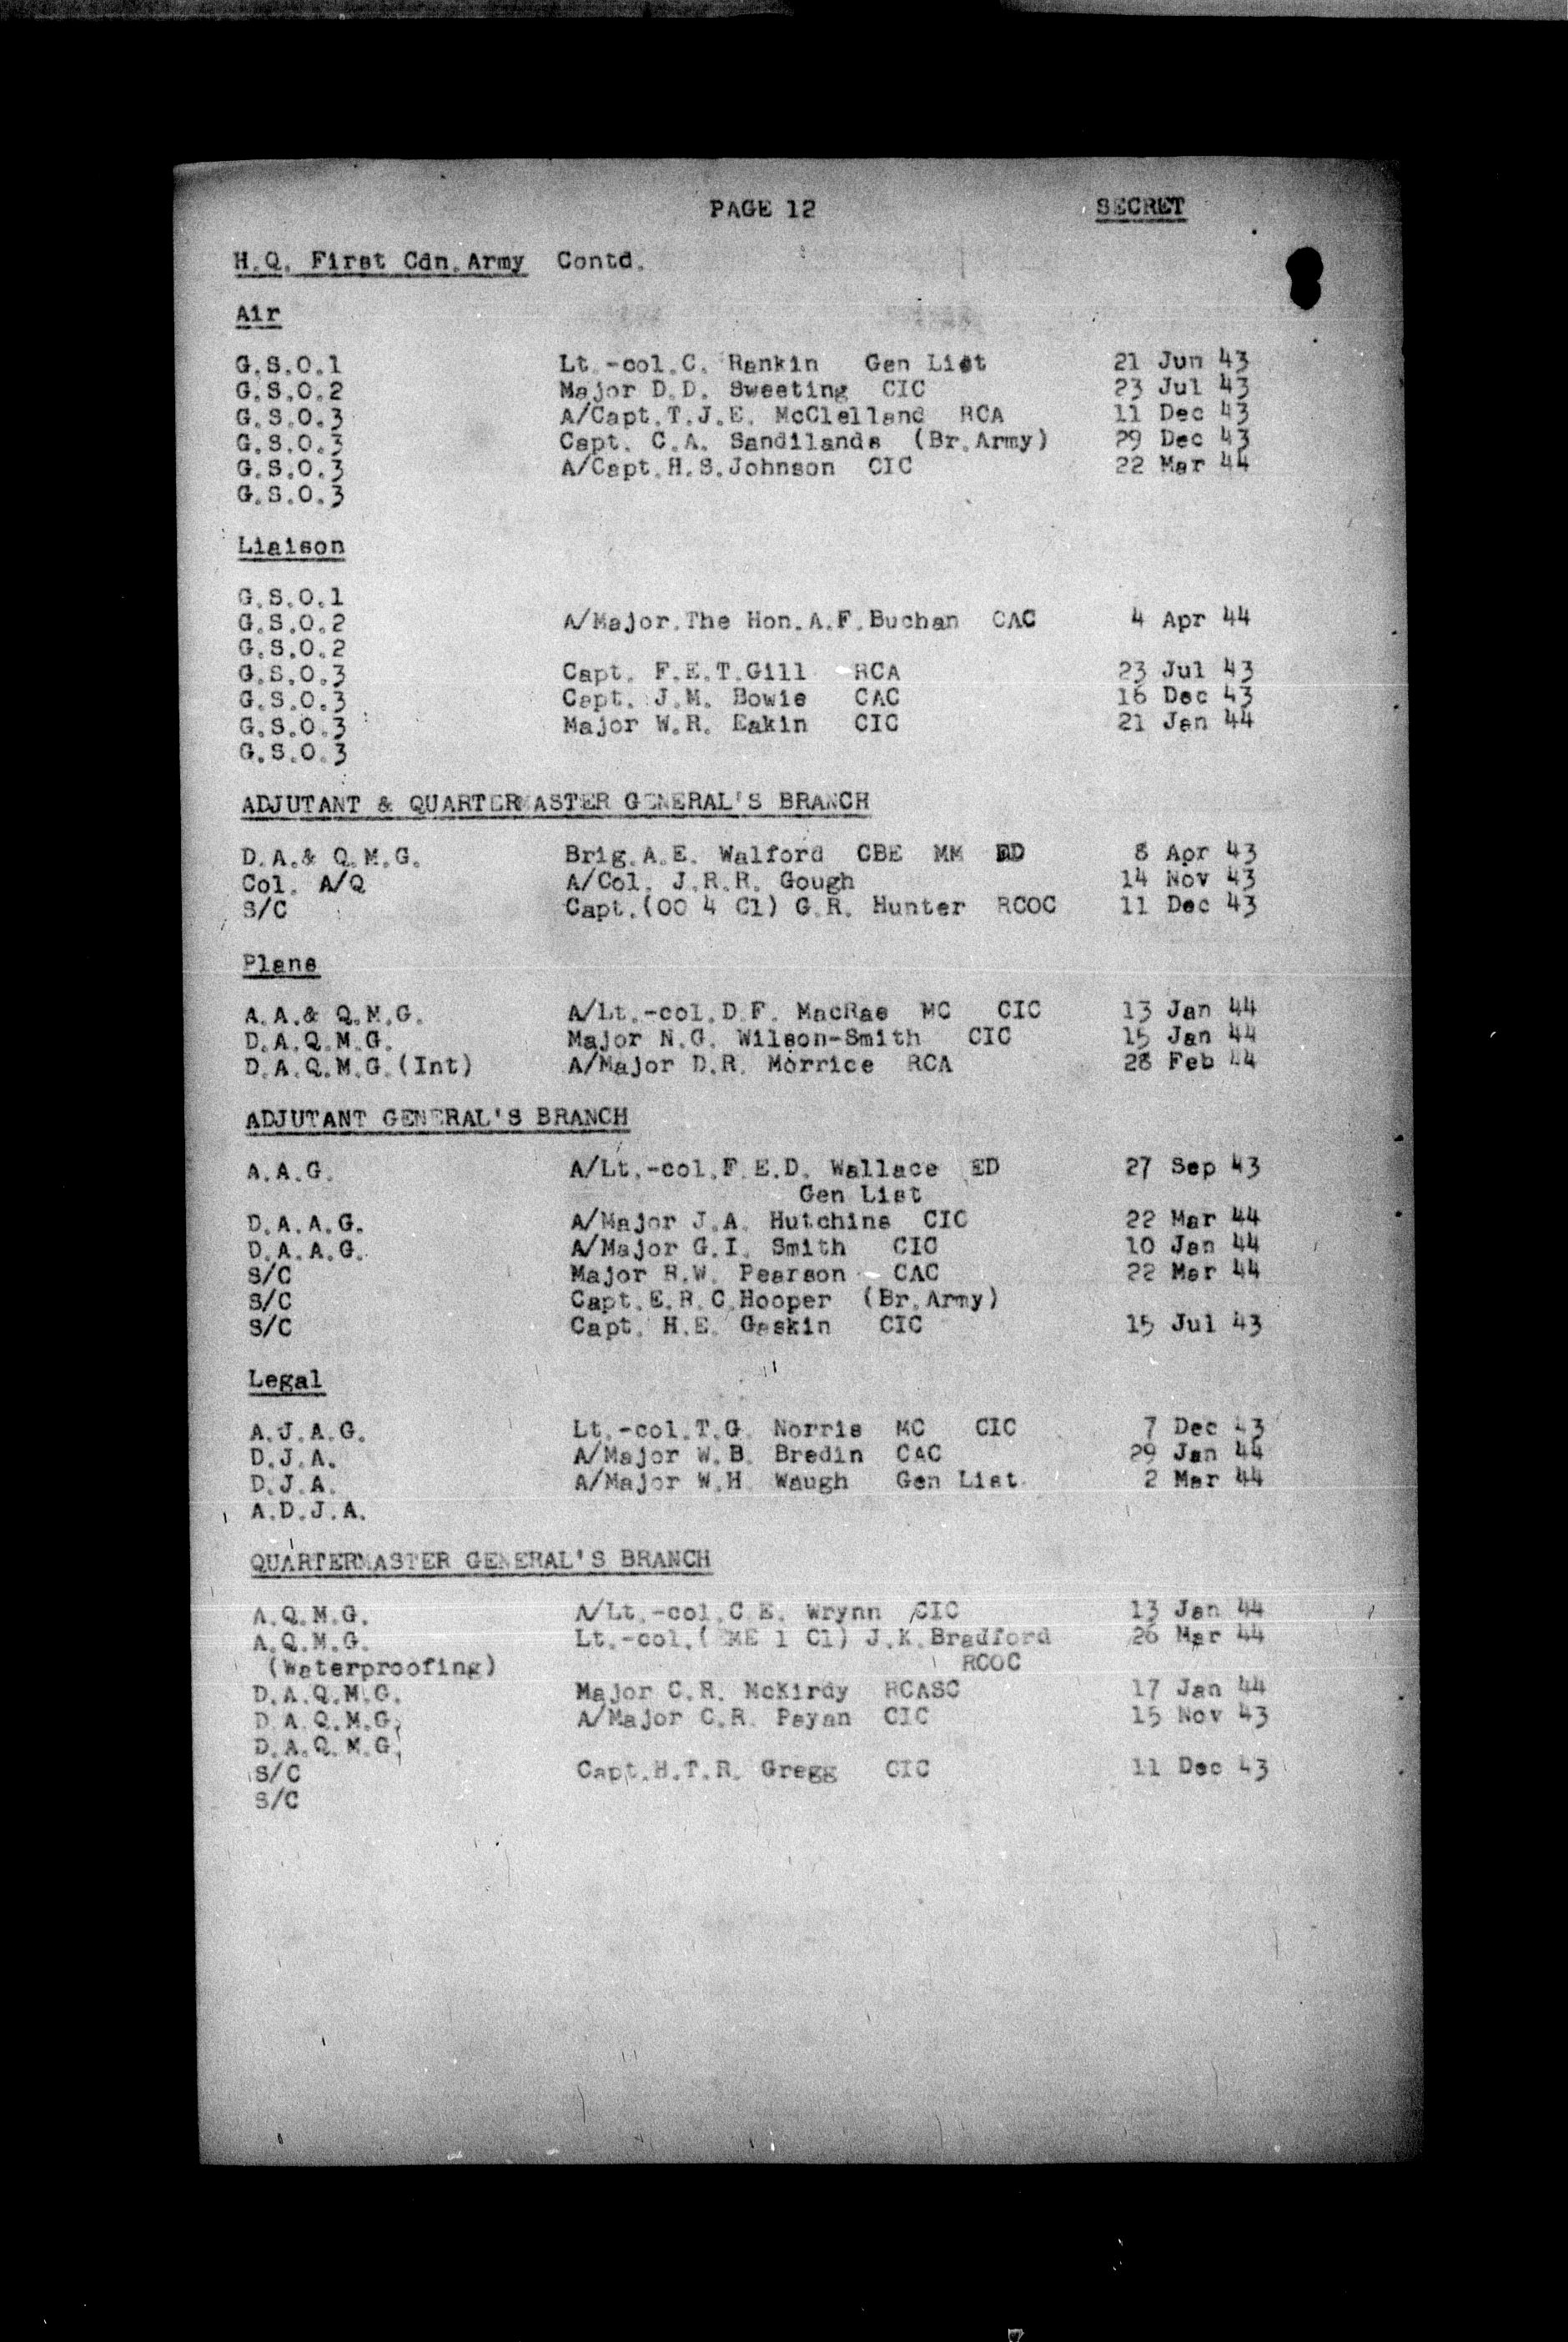 PAGE 12 SECRET
H.Q. First Cdn.Army Contd.
Air
G.S.O.1 Lt.-col.C. Rankin Gen List 21 Jun 43
G.S.O.2 Major D.D. Sweeting CIC 23 Jul 43
G.S.O.3 A/Capt.T.J.E. McClelland RCA 11 Dec 43
G.S.O.3 Capt. C.A. Sandilands (Br.Army) 29 Dec 43
G.S.O.3 A/Capt.H.S.Johnson CIC 22 Mar 44
G.S.O.3
Liaison
G.S.O.1
G.S.O.2 A/Major.The Hon.A.F.Buchan CAC 4 Apr 44
G.S.O.2
G.S.O.3 Capt. F.E.T.Gill RCA 23 Jul 43
G.S.O.3 Capt. J.M. Bowie CAC 16 Dec 43
G.S.O.3 Major W.R. Eakin CIC 21 Jan 44
G.S.O.3
ADJUTANT & QUARTERMASTER GENERAL'S BRANCH
D.A.& Q.M.G. Brig.A.E. Walford CBE MM ED 8 Apr 43
Col. A/Q A/Col. J.R.R. Gough 14 Nov 43
S/C Capt.(OO 4 Cl) G.R. Hunter RCOC 11 Dec 43
Plans
A.A.& Q.M.G. A/Lt.-col.D.F. MacRae MC CIC 13 Jan 44
D.A.Q.M.G. Major N.G. Wilson-Smith CIC 15 Jan 44
D.A.Q.M.G.(Int) A/Major D.R. Morrice RCA 28 Feb 44
ADJUTANT GENERAL'S BRANCH
A.A.G. A/Lt.-col.F.E.D. Wallace ED 27 Sep 43
Gen List
D.A.A.G. A/Major J.A. Hutchins CIC 22 Mar 44
D.A.A.G. A/Major G.I. Smith CIC 10 Jan 44
S/C Major R.W. Pearson CAC 22 Mar 44
S/C Capt.E.R.C.Hooper (Br.Army)
S/C Capt. H.E. Gaskin CIC 15 Jul 43
Legal
A.J.A.G. Lt.-col.T.G. Norris MC CIC 7 Dec 43
D.J.A. A/Major W.B. Bredin CAC 29 Jan 44
D.J.A. A/Major W.H Waugh Gen List 2 Mar 44
A.D.J.A.
QUARTERMASTER GENERAL'S BRANCH
A.Q.M.G. A/Lt.-col.C.E. Wrynn CIC 13 Jan 44
A.Q.M.G. Lt.-col.(EME 1 Cl) J.K.Bradford 26 Mar 44
(Waterproofing) RCOC
D.A.Q.M.G. Major C.R. McKirdy RCASC 17 Jan 44
D.A.Q.M.G. A/Major C.R. Payan CIC 15 Nov 43
D.A.Q.M.G.
S/C Capt.H.T.R. Gregg CIC 11 Dec 43
S/C